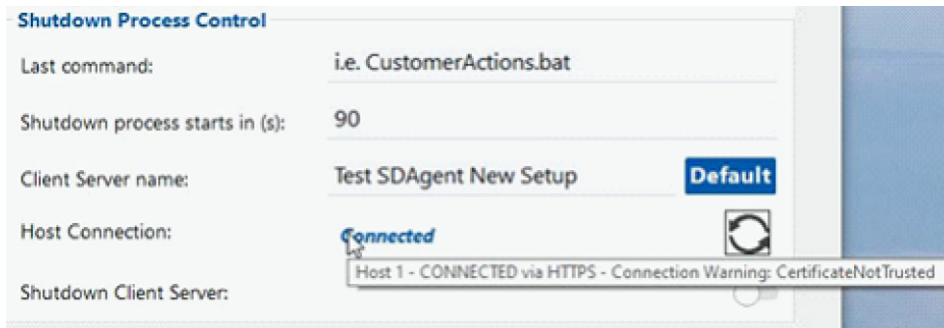 Shutdown Process Control
Last command: i.e. CustomerActions.bat
Shutdown process starts in (s): 90
Client Server name: Test SDAgent New Setup Default
Host Connection: Connected
Host 1 - CONNECTED via HTTPS - Connection Warning: CertificateNotTrusted
Shutdown Client Server: